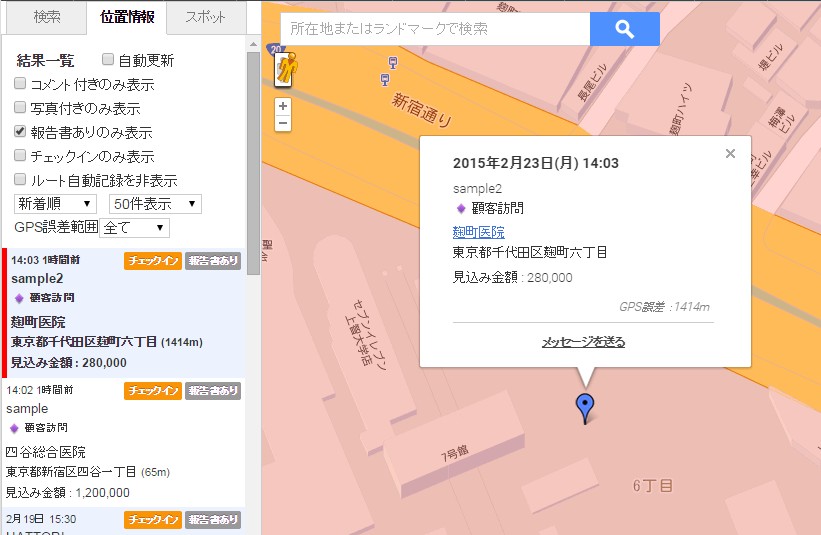 検索
位置情報
スポット
結果一覧 自動更新
コメント付きのみ表示
写真付きのみ表示
報告書ありのみ表示
チェックインのみ表示
ルート自動記録を非表示
新着順 50件表示
GPS誤差範囲 全て
14:03 1時間前 チェックイン 報告書あり
sample2
顧客訪問
麹町医院
東京都千代田区麹町六丁目 (1414m)
見込み金額 : 280,000
14:02 1時間前 チェックイン 報告書あり
sample
顧客訪問
四谷総合医院
東京都新宿区四谷一丁目 (65m)
見込み金額 : 1,200,000
2月19日 15:30 チェックイン 報告書あり
HATTORI
所在地またはランドマークで検索
20
+
−
新宿通り
長尾ビル
麹町ハイツ
堤ビル
梅澤ビル
2015年2月23日(月) 14:03
×
sample2
顧客訪問
麹町医院
東京都千代田区麹町六丁目
見込み金額 : 280,000
GPS誤差 : 1414m
メッセージを送る
セブンイレブン
上智大学店
7号館
6丁目